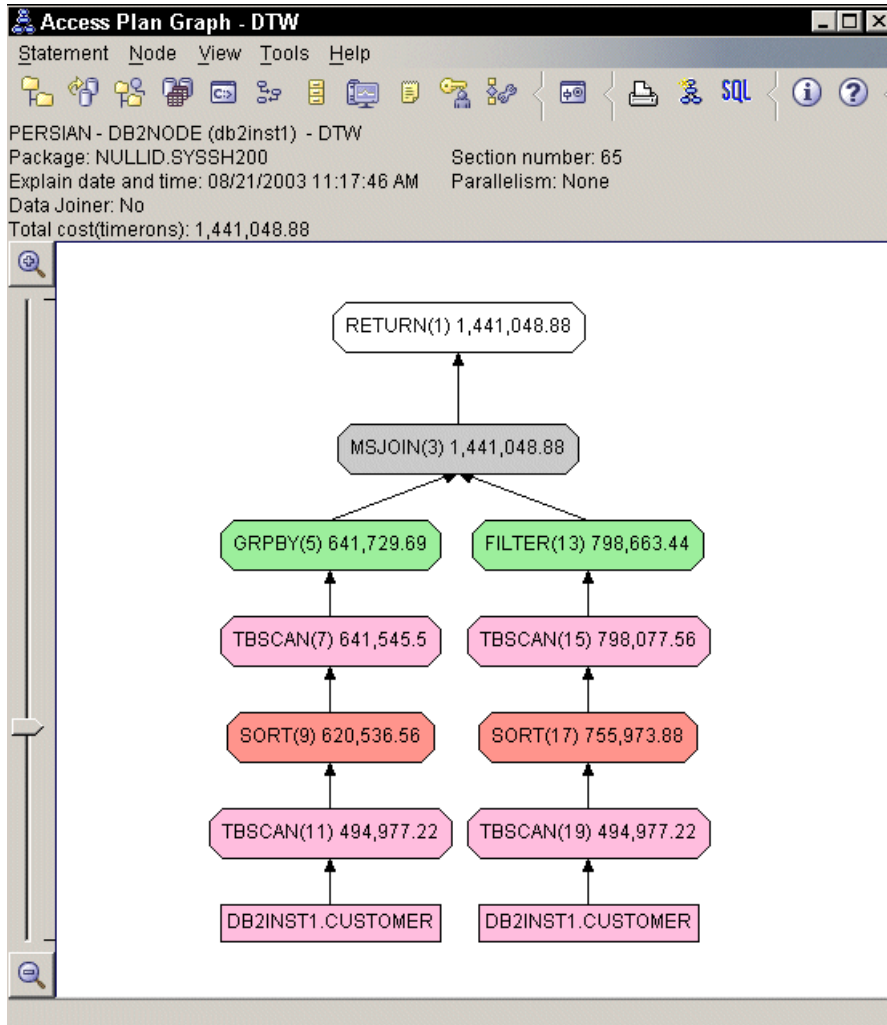 Access Plan Graph - DTW
Statement Node View Tools Help
SQL
PERSIAN - DB2NODE (db2inst1) - DTW
Package: NULLID.SYSSH200 Section number: 65
Explain date and time: 08/21/2003 11:17:46 AM Parallelism: None
Data Joiner: No
Total cost(timerons): 1,441,048.88
RETURN(1) 1,441,048.88
MSJOIN(3) 1,441,048.88
GRPBY(5) 641,729.69 FILTER(13) 798,663.44
TBSCAN(7) 641,545.5 TBSCAN(15) 798,077.56
SORT(9) 620,536.56 SORT(17) 755,973.88
TBSCAN(11) 494,977.22 TBSCAN(19) 494,977.22
DB2INST1.CUSTOMER DB2INST1.CUSTOMER